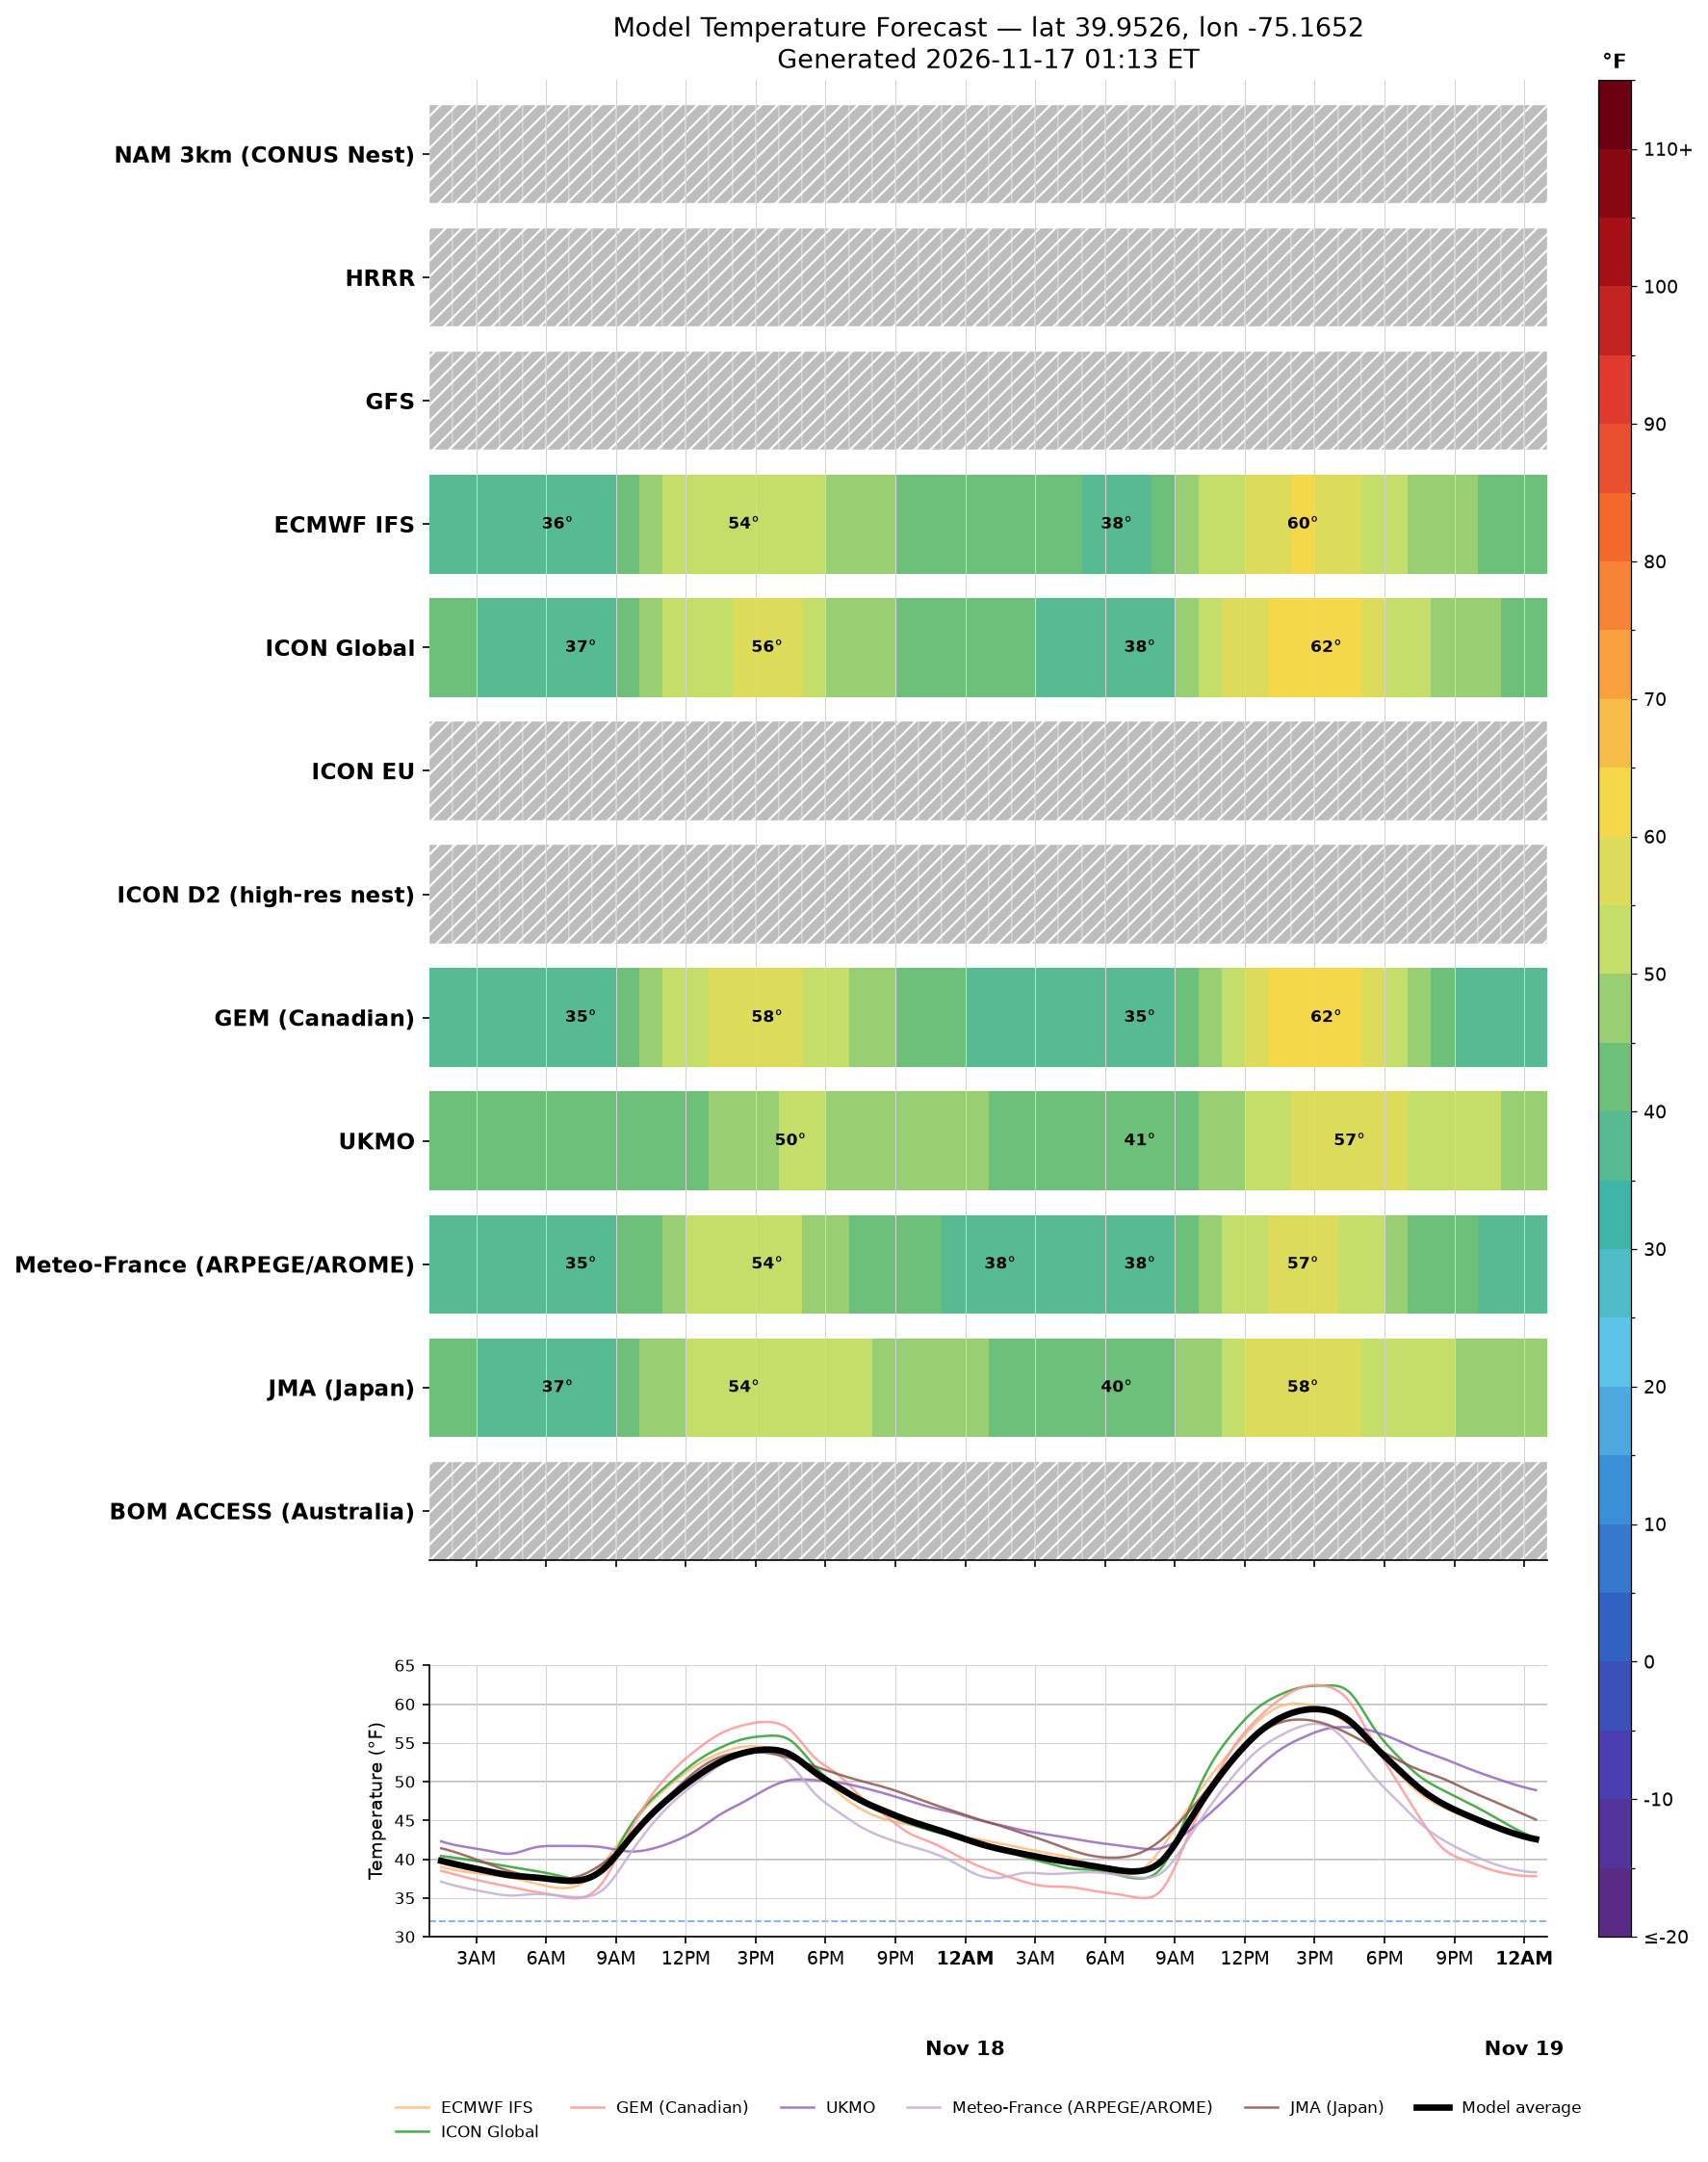 Model Temperature Forecast — lat 39.9526, lon -75.1652
Generated 2026-11-17 01:13 ET
°F
NAM 3km (CONUS Nest)
HRRR
GFS
ECMWF IFS
36° 54° 38° 60°
ICON Global
37° 56° 38° 62°
ICON EU
ICON D2 (high-res nest)
GEM (Canadian)
35° 58° 35° 62°
UKMO
50° 41° 57°
Meteo-France (ARPEGE/AROME)
35° 54° 38° 38° 57°
JMA (Japan)
37° 54° 40° 58°
BOM ACCESS (Australia)
110+
100
90
80
70
60
50
40
30
20
10
0
-10
≤-20
Temperature (°F)
65
60
55
50
45
40
35
30
3AM 6AM 9AM 12PM 3PM 6PM 9PM 12AM 3AM 6AM 9AM 12PM 3PM 6PM 9PM 12AM
Nov 18 Nov 19
ECMWF IFS GEM (Canadian) UKMO Meteo-France (ARPEGE/AROME) JMA (Japan) Model average
ICON Global